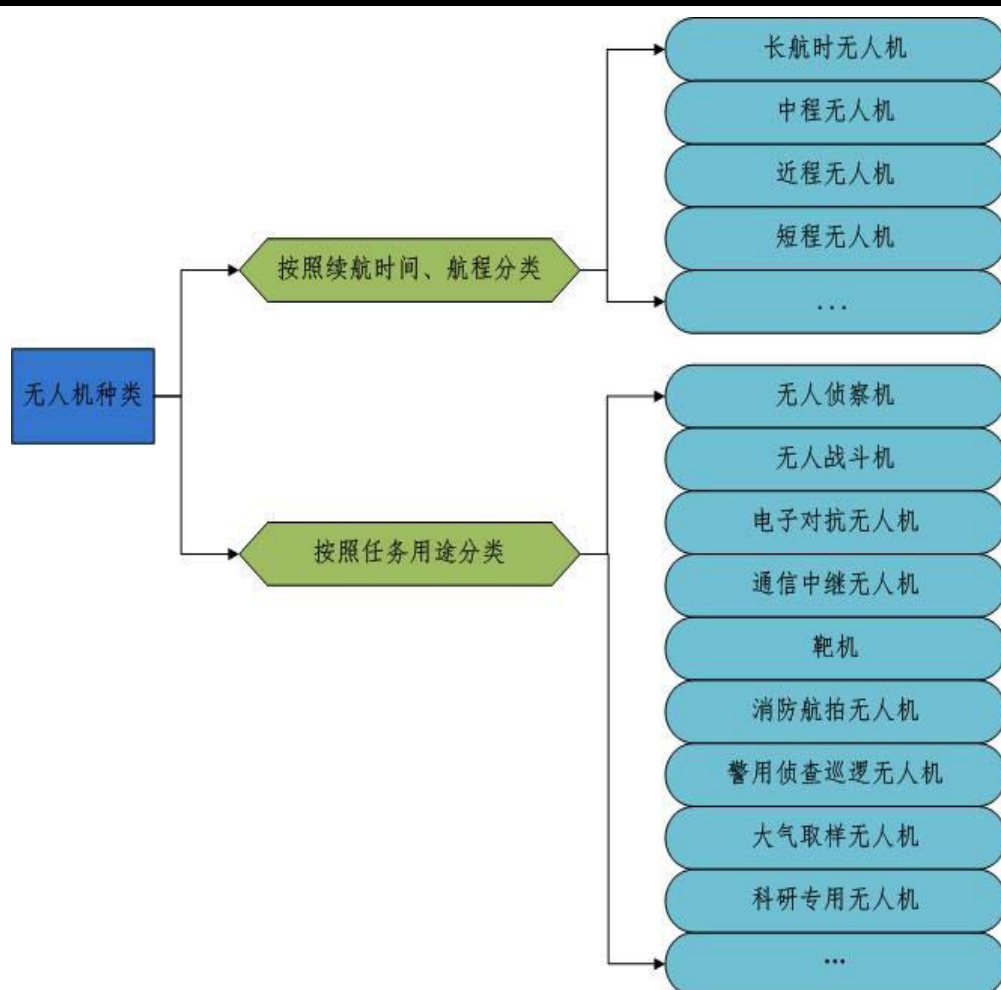 无人机种类
按照续航时间、航程分类
长航时无人机
中程无人机
近程无人机
短程无人机
...
按照任务用途分类
无人侦察机
无人战斗机
电子对抗无人机
通信中继无人机
靶机
消防航拍无人机
警用侦查巡逻无人机
大气取样无人机
科研专用无人机
...